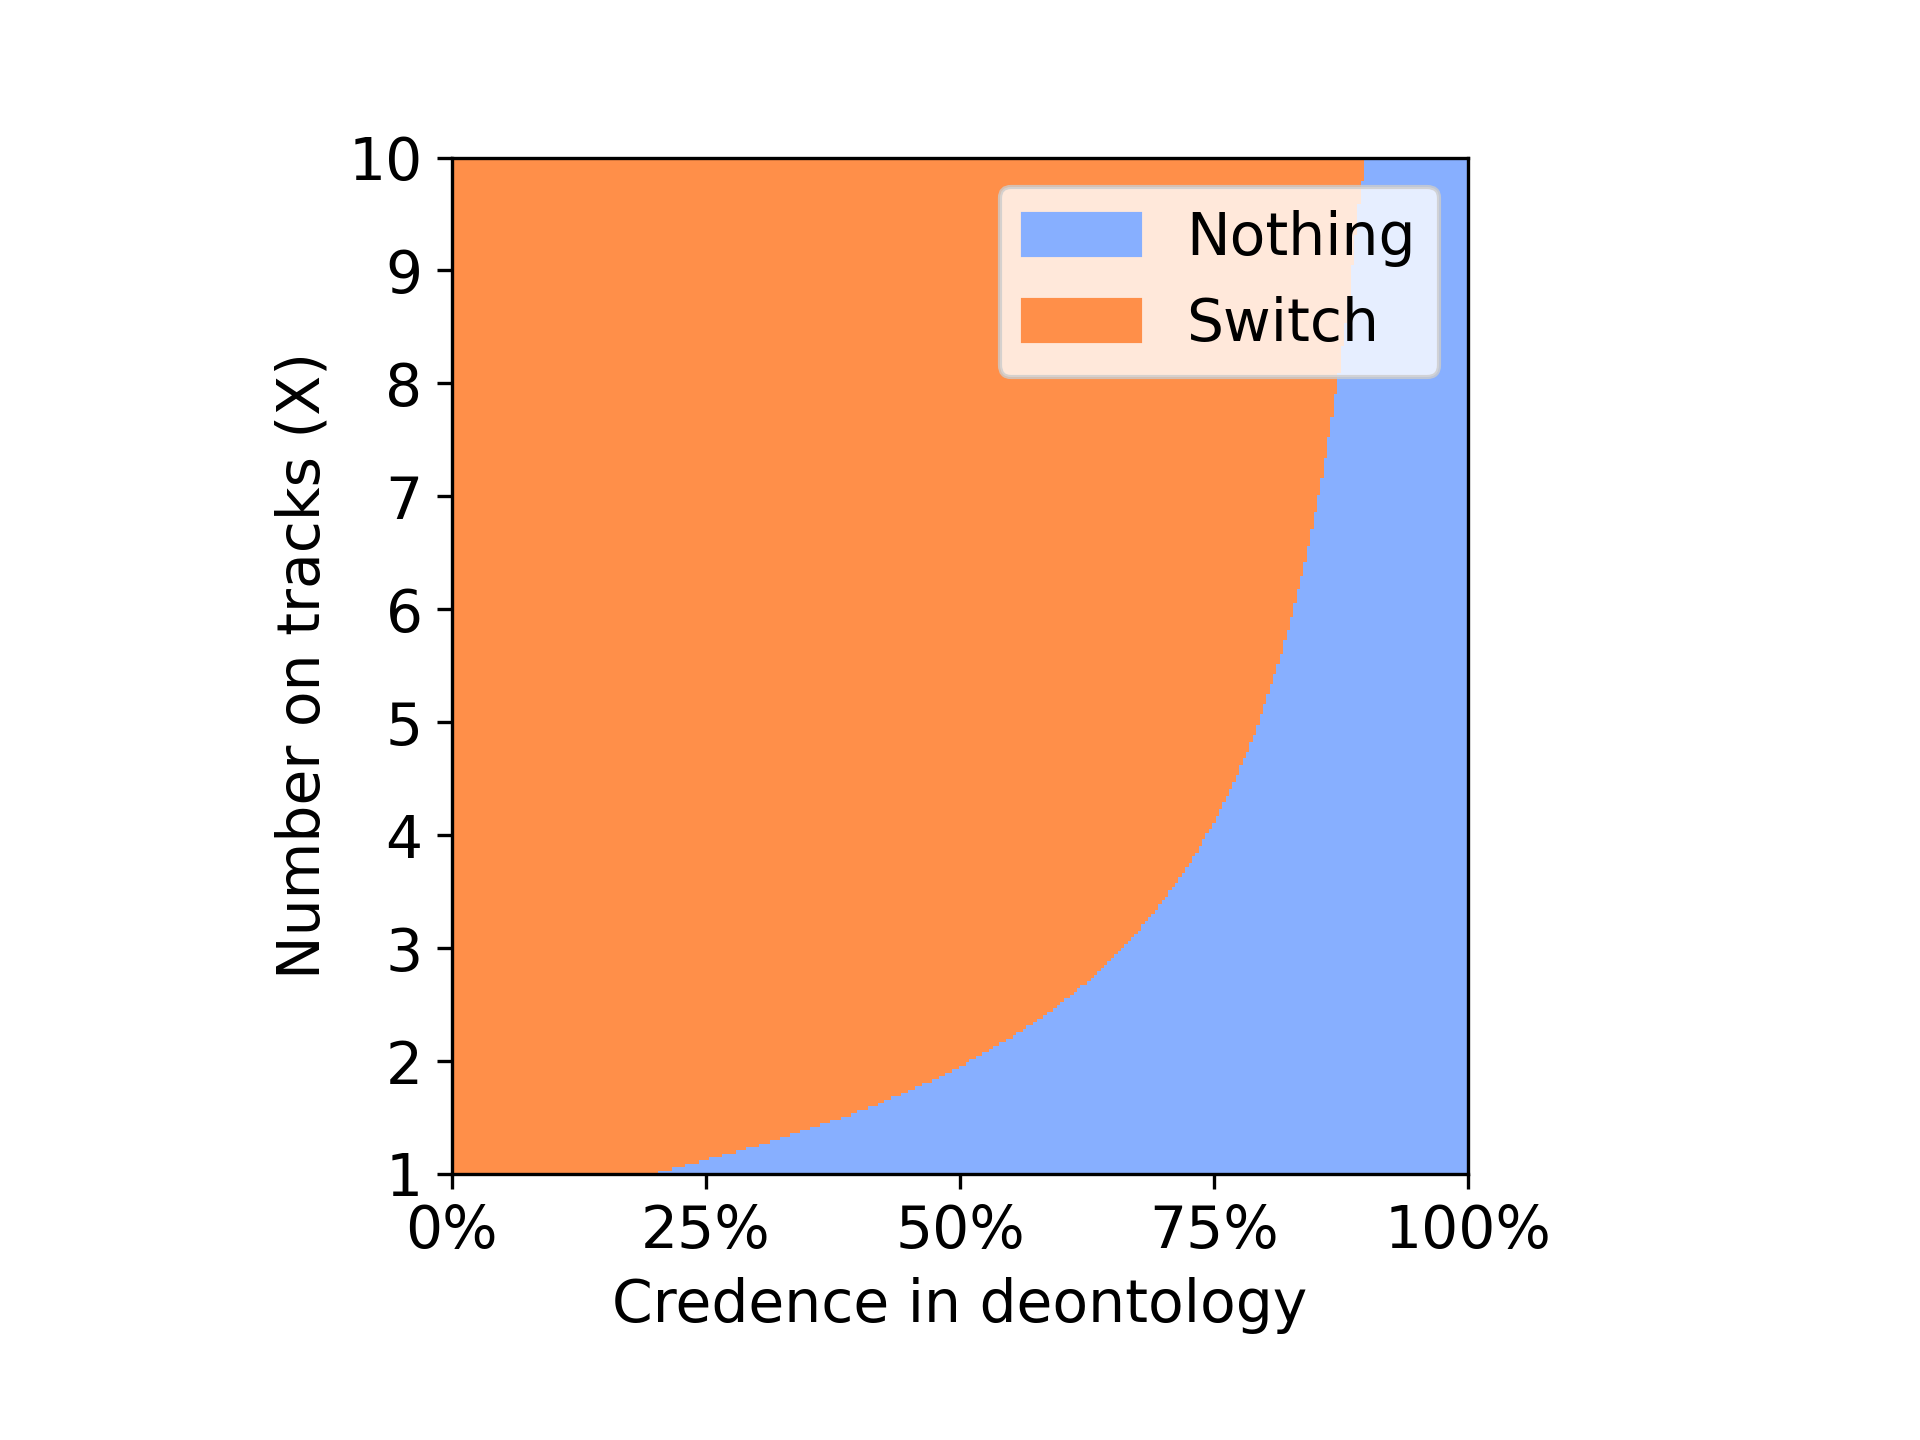 10
9
8
7
6
5
4
3
2
1
Number on tracks (X)
Nothing
Switch
0% 25% 50% 75% 100%
Credence in deontology